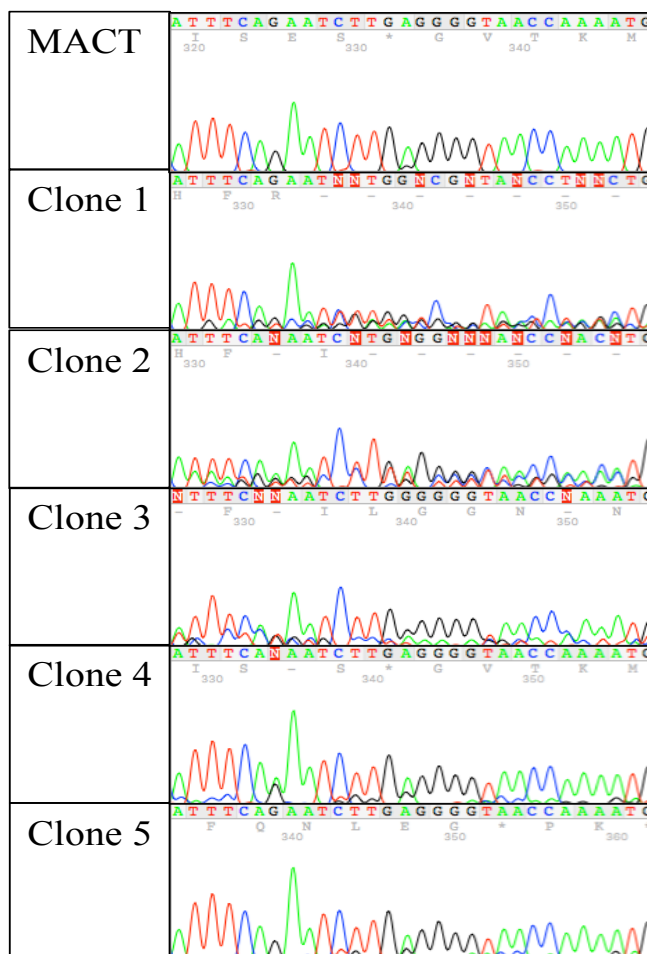 MACT
ATTTCAGAATCTTGAGGGGTAACCAAAATG
I S E S * G V T K M
320 330 340
Clone 1
ATTTCAGAATNNTGGNCGNTANCCTNNCTG
H F R - - - - - - -
330 340 350
Clone 2
ATTTCANAATCNTGNGGNNNANCCNACNTG
H F - I - - - - - -
330 340 350
Clone 3
NTTTCNNAATCTTGGGGGGTAACCNAAATG
- F - I L G G N - N
330 340 350
Clone 4
ATTTCANAATCTTGAGGGGTAACCAAAATG
I S - S * G V T K M
330 340 350
Clone 5
ATTTCAGAATCTTGAGGGGTAACCAAAATG
F Q N L E G * P K
340 350 360